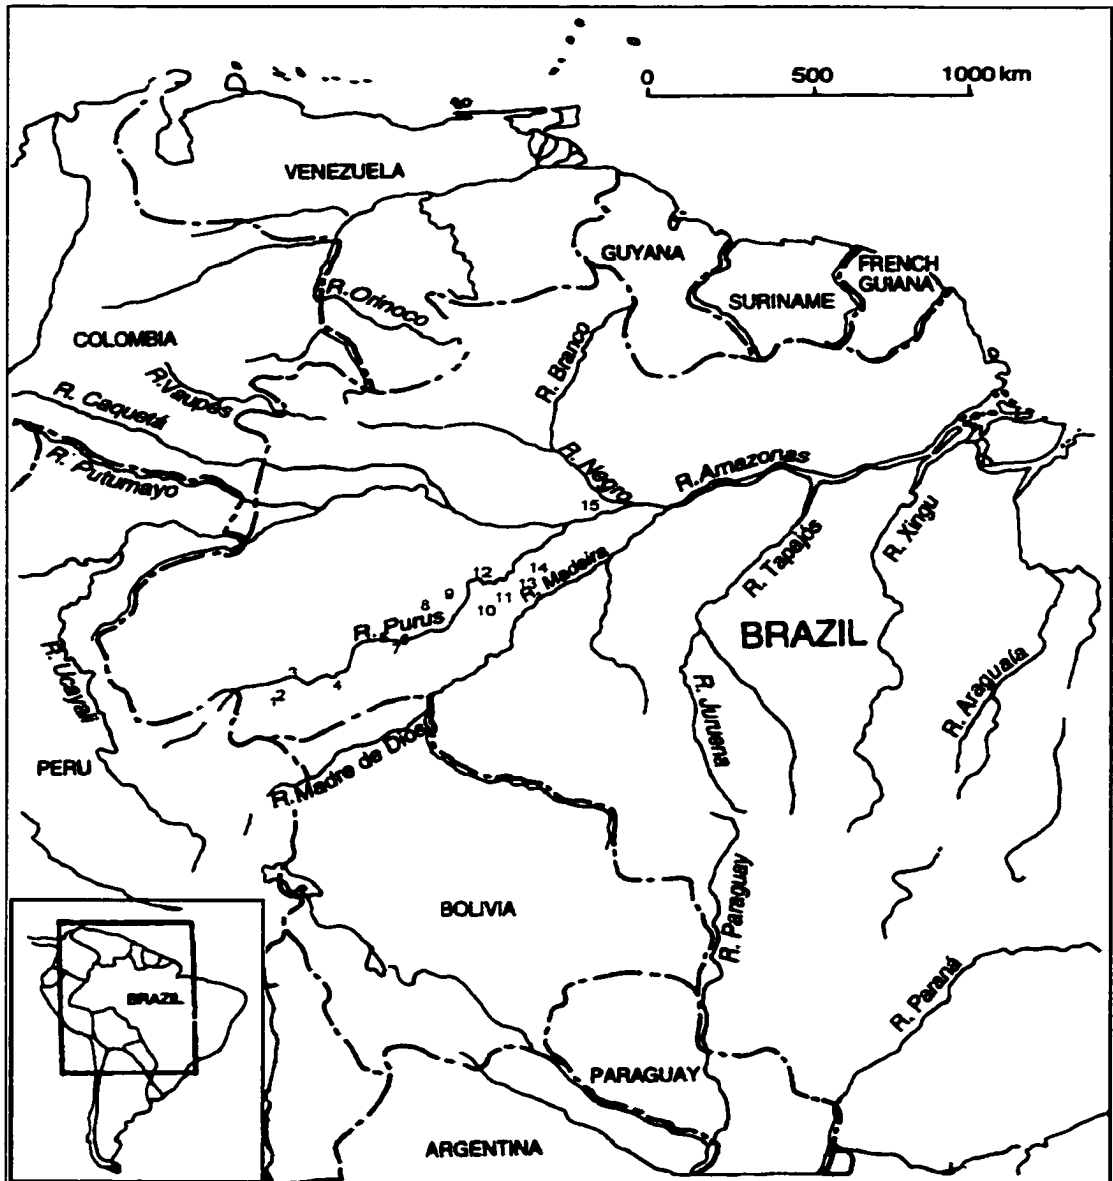 0 500 1000 km
VENEZUELA
GUYANA
FRENCH
GUIANA
SURINAME
R. Orinoco
COLOMBIA
R. Branco
R. Vaupés
R. Caquetá
R. Putumayo
R. Negro
R. Amazonas
15
R. Xingu
R. Tapajós
R. Madeira
14
13
12
11
10
9
8
R. Purus
7
BRAZIL
R. Ucayali
3
4
2
1
R. Juruena
R. Araguaía
PERU
R. Madre de Dios
BOLIVIA
R. Paraguay
R. Paraná
BRAZIL
PARAGUAY
ARGENTINA